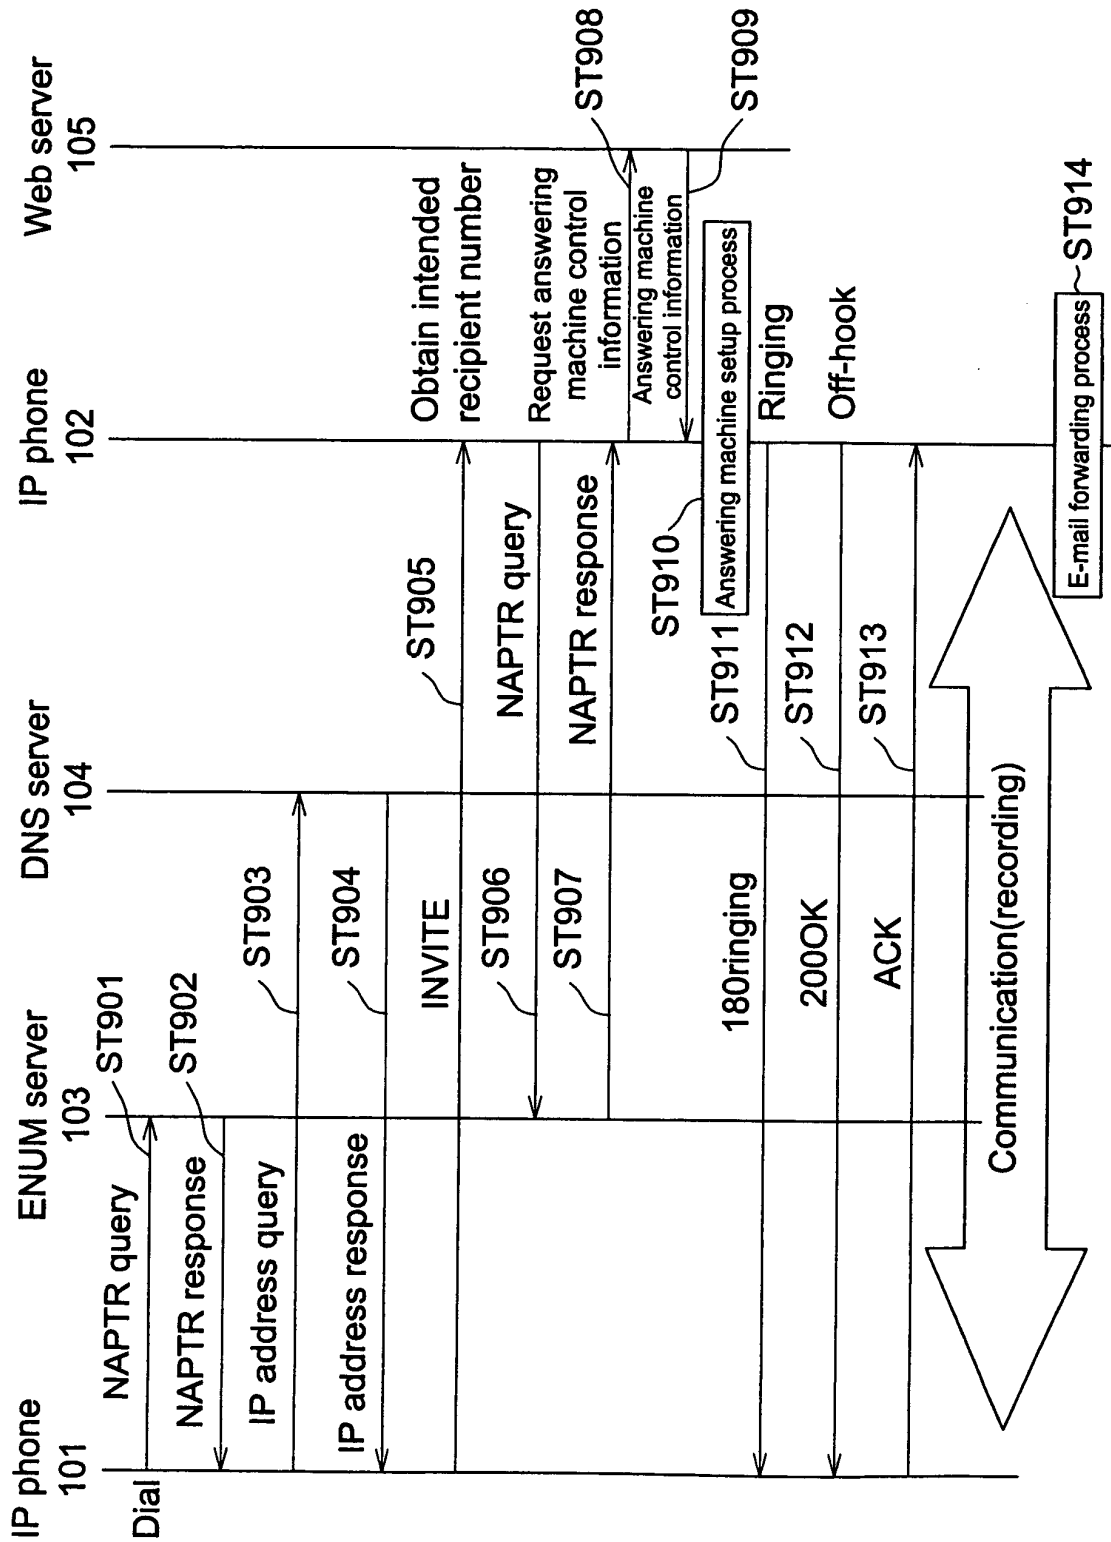 IP phone
101
ENUM server
103
DNS server
104
IP phone
102
Web server
105
Dial
NAPTR query
ST901
NAPTR response
ST902
IP address query
ST903
IP address response
ST904
INVITE
ST905
Obtain intended
recipient number
ST906
NAPTR query
Request answering
machine control
information
ST907
NAPTR response
ST908
Answering machine
control information
ST909
ST910
Answering machine setup process
180ringing
ST911
Ringing
200OK
ST912
Off-hook
ACK
ST913
Communication(recording)
E-mail forwarding process
ST914